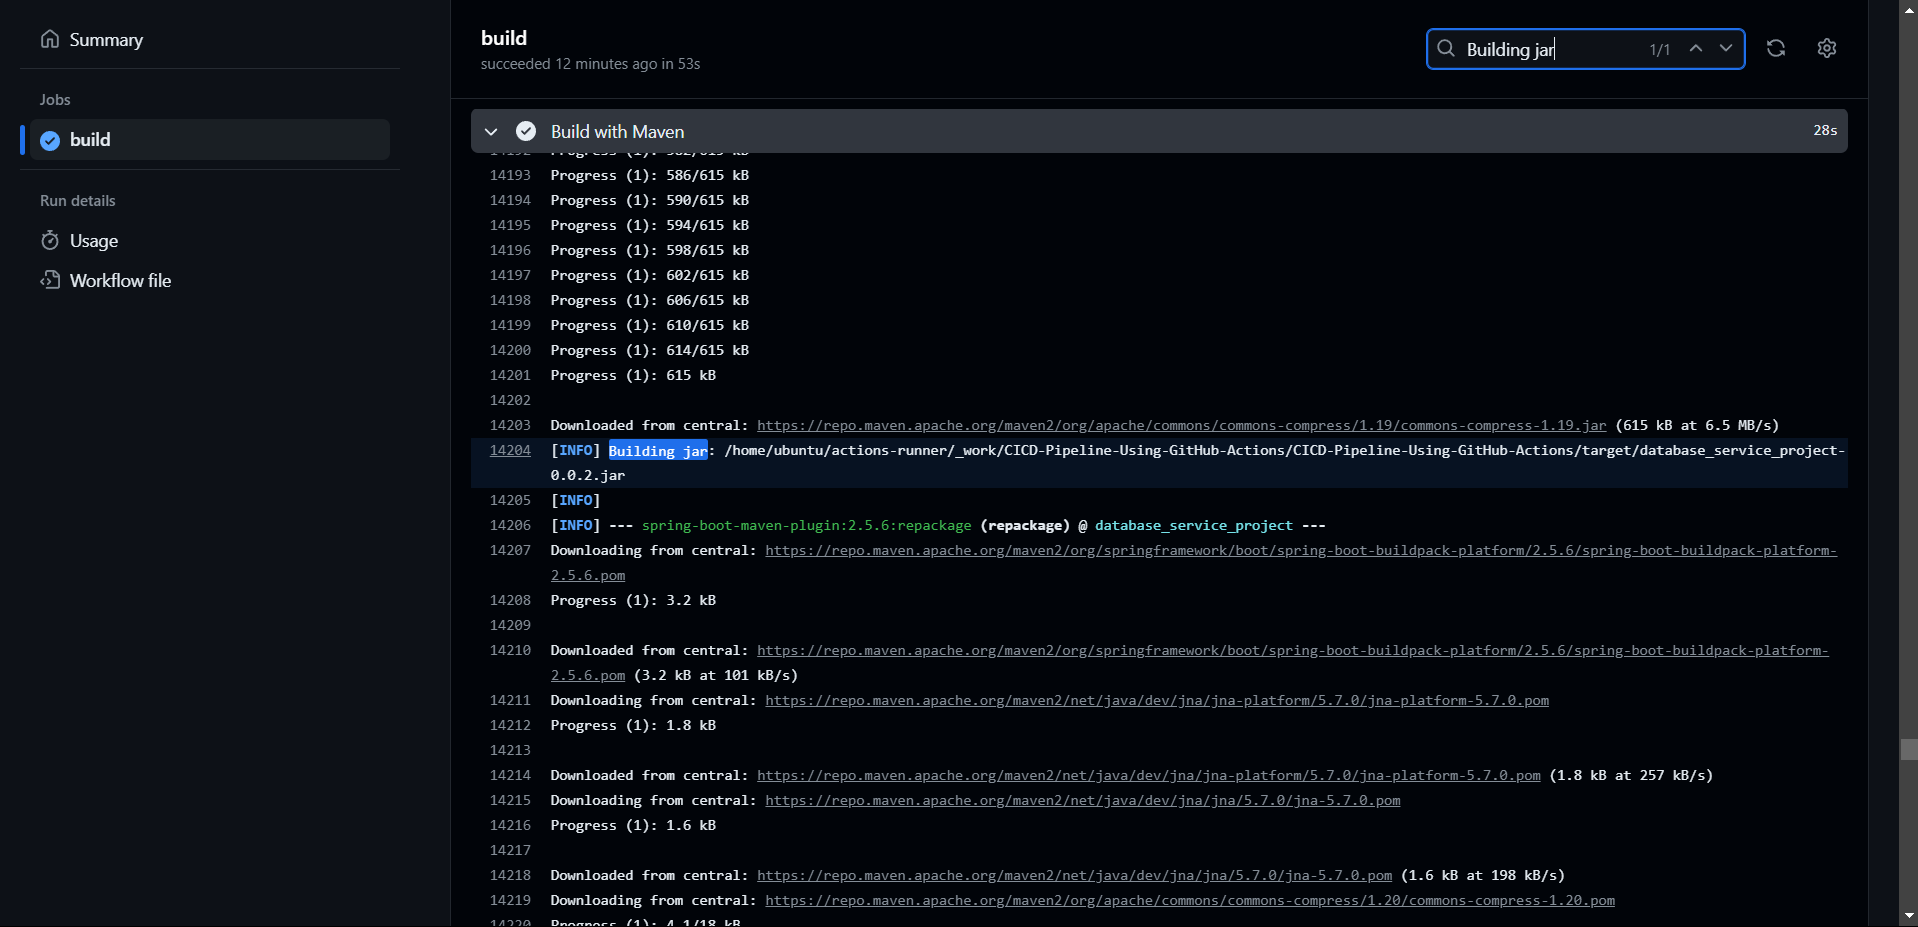 Summary
Jobs
build
Run details
Usage
Workflow file
build
succeeded 12 minutes ago in 53s
Building jar
1/1
Build with Maven
28s
14192 Progress (1): 582/615 kB
14193 Progress (1): 586/615 kB
14194 Progress (1): 590/615 kB
14195 Progress (1): 594/615 kB
14196 Progress (1): 598/615 kB
14197 Progress (1): 602/615 kB
14198 Progress (1): 606/615 kB
14199 Progress (1): 610/615 kB
14200 Progress (1): 614/615 kB
14201 Progress (1): 615 kB
14202
14203 Downloaded from central: https://repo.maven.apache.org/maven2/org/apache/commons/commons-compress/1.19/commons-compress-1.19.jar (615 kB at 6.5 MB/s)
14204 [INFO] Building jar: /home/ubuntu/actions-runner/_work/CICD-Pipeline-Using-GitHub-Actions/CICD-Pipeline-Using-GitHub-Actions/target/database_service_project-
0.0.2.jar
14205 [INFO]
14206 [INFO] --- spring-boot-maven-plugin:2.5.6:repackage (repackage) @ database_service_project ---
14207 Downloading from central: https://repo.maven.apache.org/maven2/org/springframework/boot/spring-boot-buildpack-platform/2.5.6/spring-boot-buildpack-platform-
2.5.6.pom
14208 Progress (1): 3.2 kB
14209
14210 Downloaded from central: https://repo.maven.apache.org/maven2/org/springframework/boot/spring-boot-buildpack-platform/2.5.6/spring-boot-buildpack-platform-
2.5.6.pom (3.2 kB at 101 kB/s)
14211 Downloading from central: https://repo.maven.apache.org/maven2/net/java/dev/jna/jna-platform/5.7.0/jna-platform-5.7.0.pom
14212 Progress (1): 1.8 kB
14213
14214 Downloaded from central: https://repo.maven.apache.org/maven2/net/java/dev/jna/jna-platform/5.7.0/jna-platform-5.7.0.pom (1.8 kB at 257 kB/s)
14215 Downloading from central: https://repo.maven.apache.org/maven2/net/java/dev/jna/jna/5.7.0/jna-5.7.0.pom
14216 Progress (1): 1.6 kB
14217
14218 Downloaded from central: https://repo.maven.apache.org/maven2/net/java/dev/jna/jna/5.7.0/jna-5.7.0.pom (1.6 kB at 198 kB/s)
14219 Downloading from central: https://repo.maven.apache.org/maven2/org/apache/commons/commons-compress/1.20/commons-compress-1.20.pom
14220 Progress (1): 4.1/18 kB